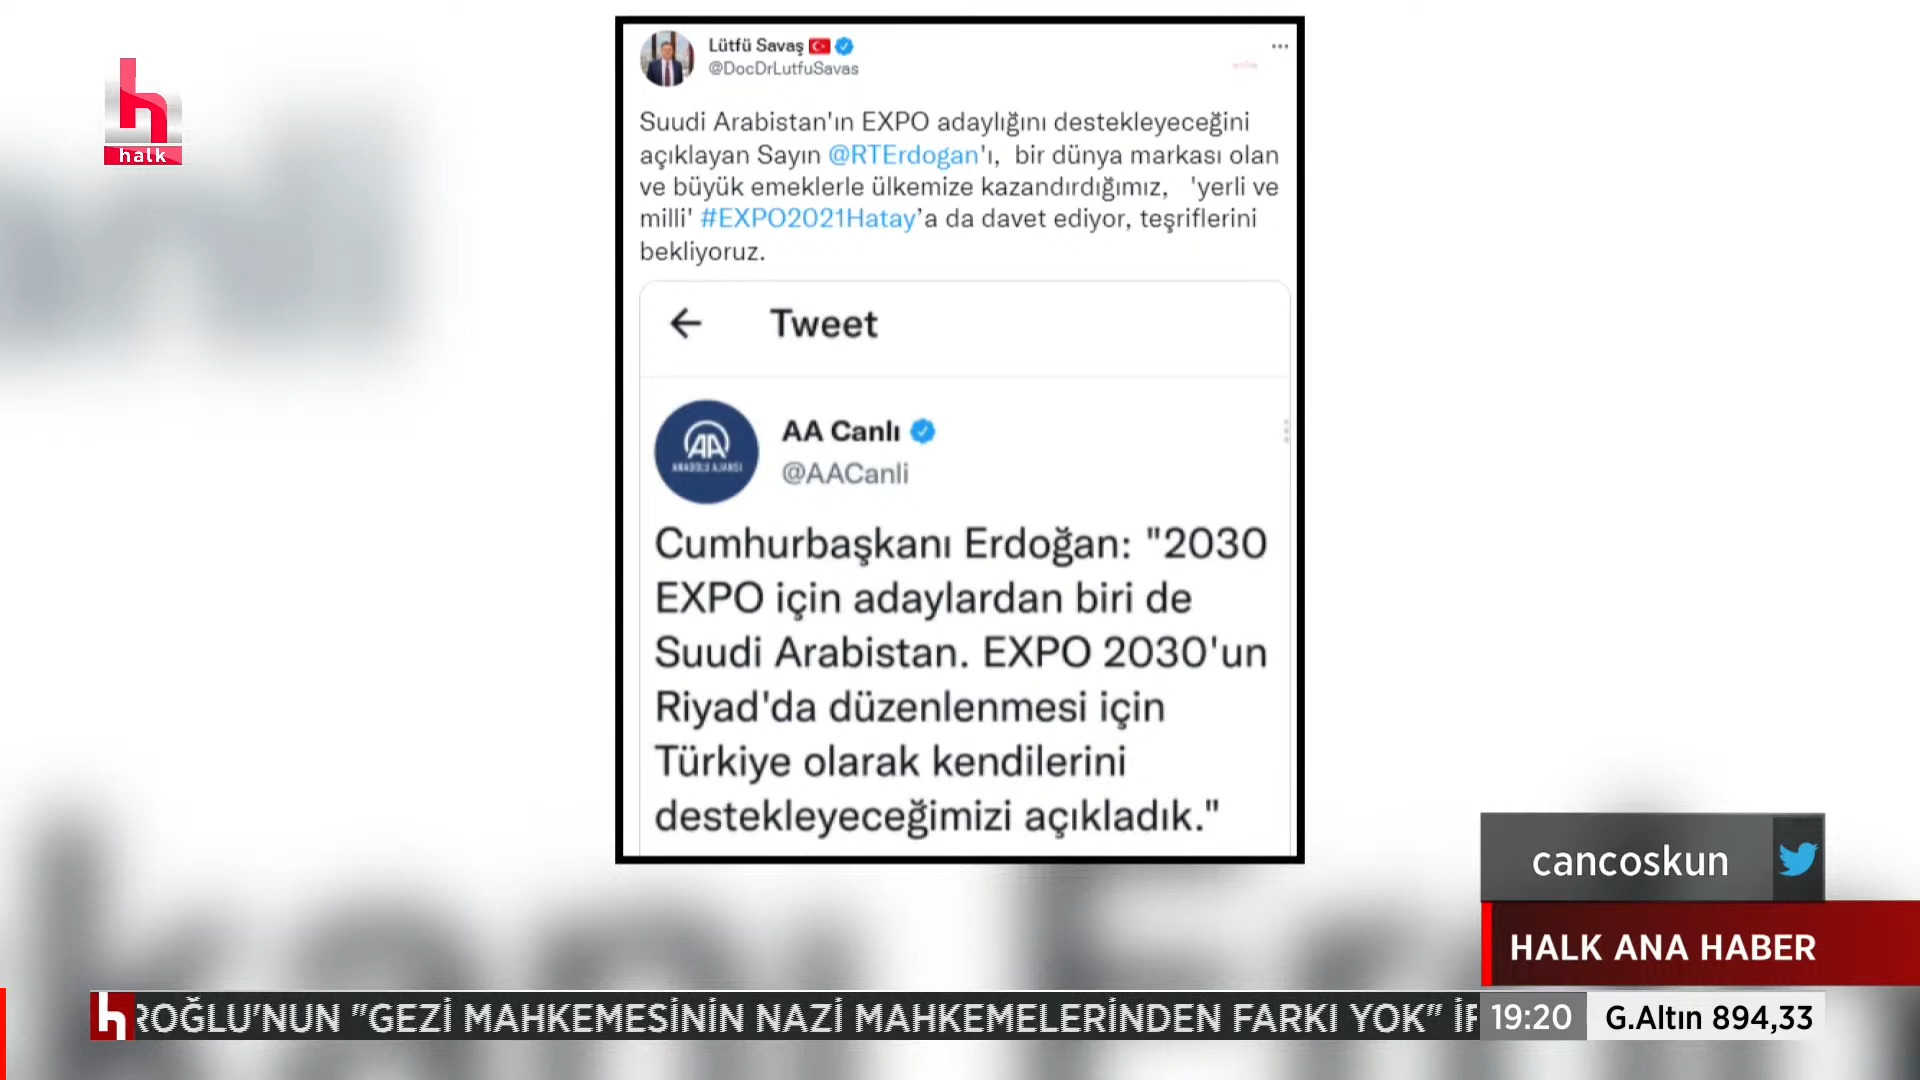 halk
Lütfü Savaş
@DocDrLutfuSavas
Suudi Arabistan'ın EXPO adaylığını destekleyeceğini
açıklayan Sayın @RTErdogan'ı, bir dünya markası olan
ve büyük emeklerle ülkemize kazandırdığımız, 'yerli ve
milli' #EXPO2021Hatay’a da davet ediyor, teşriflerini
bekliyoruz.
Tweet
AA
ANADOLU AJANSI
AA Canlı
@AACanli
Cumhurbaşkanı Erdoğan: "2030
EXPO için adaylardan biri de
Suudi Arabistan. EXPO 2030'un
Riyad'da düzenlenmesi için
Türkiye olarak kendilerini
destekleyeceğimizi açıkladık."
cancoskun
HALK ANA HABER
ROĞLU'NUN "GEZİ MAHKEMESİNİN NAZİ MAHKEMELERİNDEN FARKI YOK" İF
19:20
G.Altın 894,33